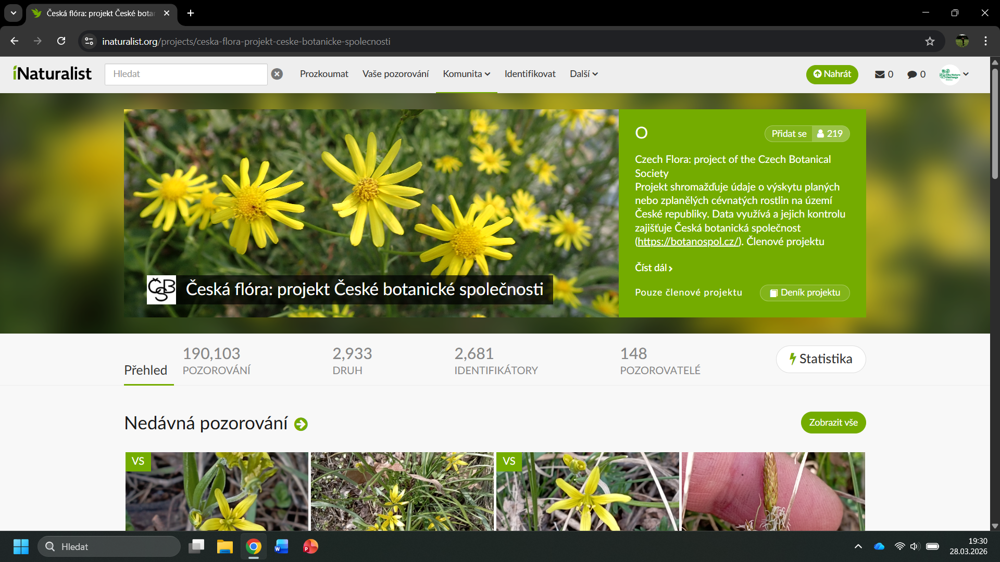 Česká flóra: projekt České botan
inaturalist.org/projects/ceska-flora-projekt-ceske-botanicke-spolecnosti
iNaturalist
Hledat
Prozkoumat
Vaše pozorování
Komunita
Identifikovat
Další
Nahrát
0
0
City Nature Challenge
O
Přidat se
219
Czech Flora: project of the Czech Botanical
Society
Projekt shromažďuje údaje o výskytu planých
nebo zplanělých cévnatých rostlin na území
České republiky. Data využívá a jejich kontrolu
zajišťuje Česká botanická společnost
(https://botanospol.cz/). Členové projektu
Číst dál
Pouze členové projektu
Deník projektu
ČBS
Česká flóra: projekt České botanické společnosti
Přehled
190,103
POZOROVÁNÍ
2,933
DRUH
2,681
IDENTIFIKÁTORY
148
POZOROVATELÉ
Statistika
Nedávná pozorování
Zobrazit vše
VS
VS
Hledat
19:30
28.03.2026